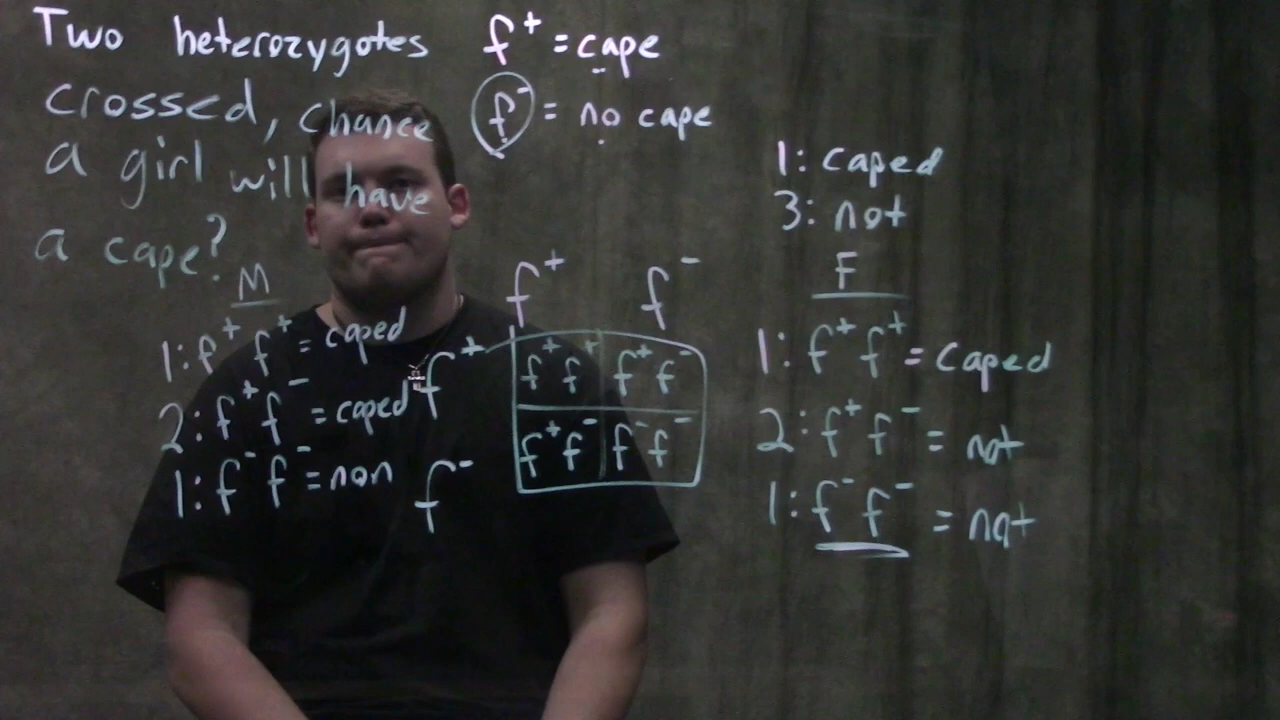 Two heterozygotes
crossed, chance
a girl will have
a cape?
f+ = cape
f- = no cape
M
1: f+ f+ = caped
2: f+ f- = caped
1: f- f- = non
f+ f-
f+ f+f+ f+f-
f- f+f- f-f-
1: caped
3: not
F
1: f+ f+ = caped
2: f+ f- = not
1: f- f- = not